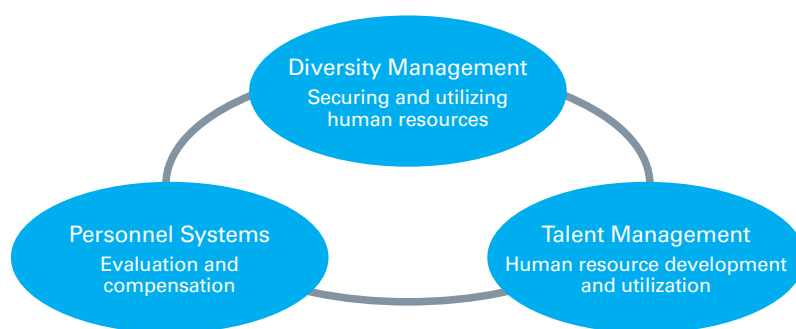 Diversity Management
Securing and utilizing
human resources
Personnel Systems
Evaluation and
compensation
Talent Management
Human resource development
and utilization